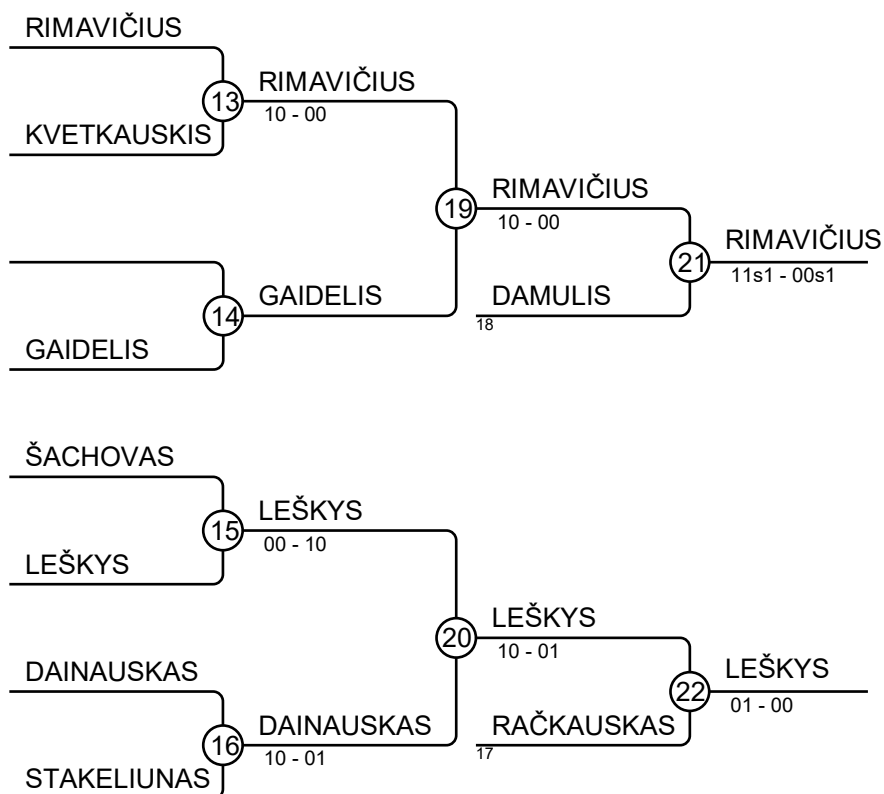 RIMAVIČIUS
13
RIMAVIČIUS
10 - 00
KVETKAUSKIS
19
RIMAVIČIUS
10 - 00
21
RIMAVIČIUS
11s1 - 00s1
14
GAIDELIS
DAMULIS
18
GAIDELIS
ŠACHOVAS
15
LEŠKYS
00 - 10
LEŠKYS
20
LEŠKYS
10 - 01
DAINAUSKAS
22
LEŠKYS
01 - 00
16
DAINAUSKAS
10 - 01
RAČKAUSKAS
17
STAKELIUNAS